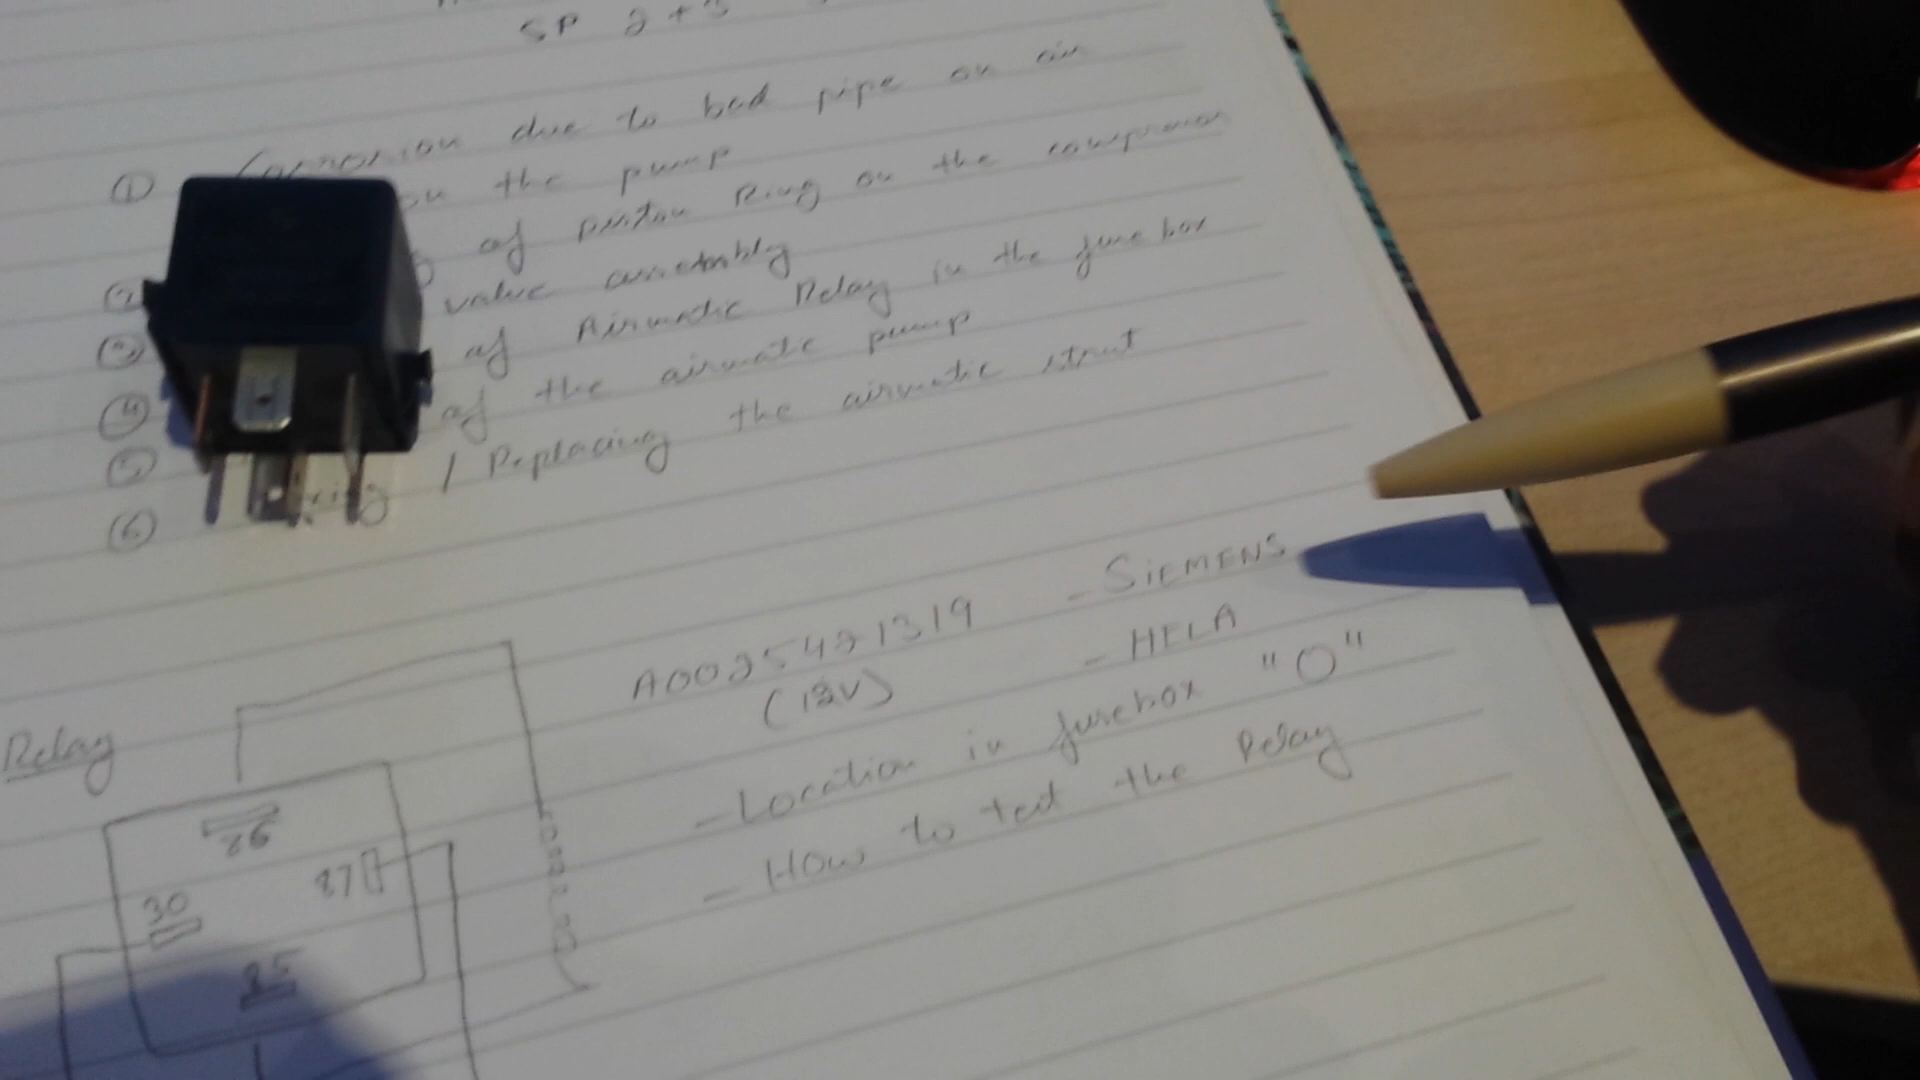 SP 2+3
① Corrosion due to bad pipe on air
on the pump
② of piston Ring on the compressor
③ valve assembly
④ of Airmatic Relay in the fuse box
⑤ of the airmatic pump
⑥ / Replacing the airmatic strut
A0025421319 - SIEMENS
(12V) - HELA
- Location in fusebox "O"
- How to test the Relay
Relay
86
87
30
85